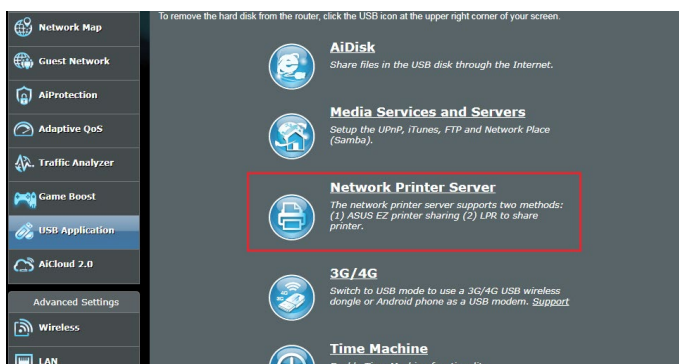 To remove the hard disk from the router, click the USB icon at the upper right corner of your screen.
Network Map
Guest Network
AiProtection
Adaptive QoS
Traffic Analyzer
Game Boost
USB Application
AiCloud 2.0
Advanced Settings
Wireless
LAN
AiDisk
Share files in the USB disk through the Internet.
Media Services and Servers
Setup the UPnP, iTunes, FTP and Network Place
(Samba).
Network Printer Server
The network printer server supports two methods:
(1) ASUS EZ printer sharing (2) LPR to share
printer.
3G/4G
Switch to USB mode to use a 3G/4G USB wireless
dongle or Android phone as a USB modem. Support
Time Machine